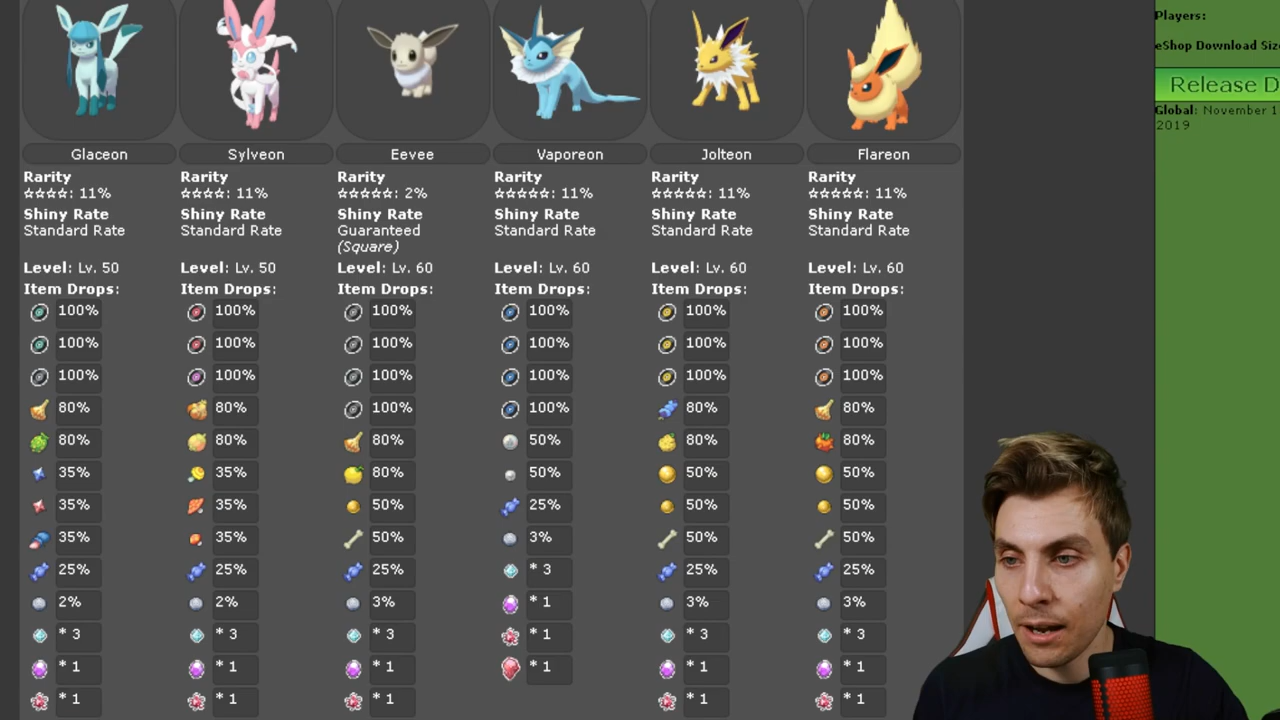 Players:
eShop Download Siz
Release D
Global: November 1
2019
Glaceon Sylveon Eevee Vaporeon Jolteon Flareon
Rarity Rarity Rarity Rarity Rarity Rarity
☆☆☆☆: 11% ☆☆☆☆: 11% ☆☆☆☆☆: 2% ☆☆☆☆☆: 11% ☆☆☆☆☆: 11% ☆☆☆☆☆: 11%
Shiny Rate Shiny Rate Shiny Rate Shiny Rate Shiny Rate Shiny Rate
Standard Rate Standard Rate Guaranteed Standard Rate Standard Rate Standard Rate
(Square)
Level: Lv. 50 Level: Lv. 50 Level: Lv. 60 Level: Lv. 60 Level: Lv. 60 Level: Lv. 60
Item Drops: Item Drops: Item Drops: Item Drops: Item Drops: Item Drops:
100% 100% 100% 100% 100% 100%
100% 100% 100% 100% 100% 100%
100% 100% 100% 100% 100% 100%
80% 80% 100% 100% 80% 80%
80% 80% 80% 50% 80% 80%
35% 35% 80% 50% 50% 50%
35% 35% 50% 25% 50% 50%
35% 35% 50% 3% 50% 50%
25% 25% 25% * 3 25% 25%
2% 2% 3% * 1 3% 3%
* 3 * 3 * 3 * 1 * 3 * 3
* 1 * 1 * 1 * 1 * 1 * 1
* 1 * 1 * 1 * 1 * 1